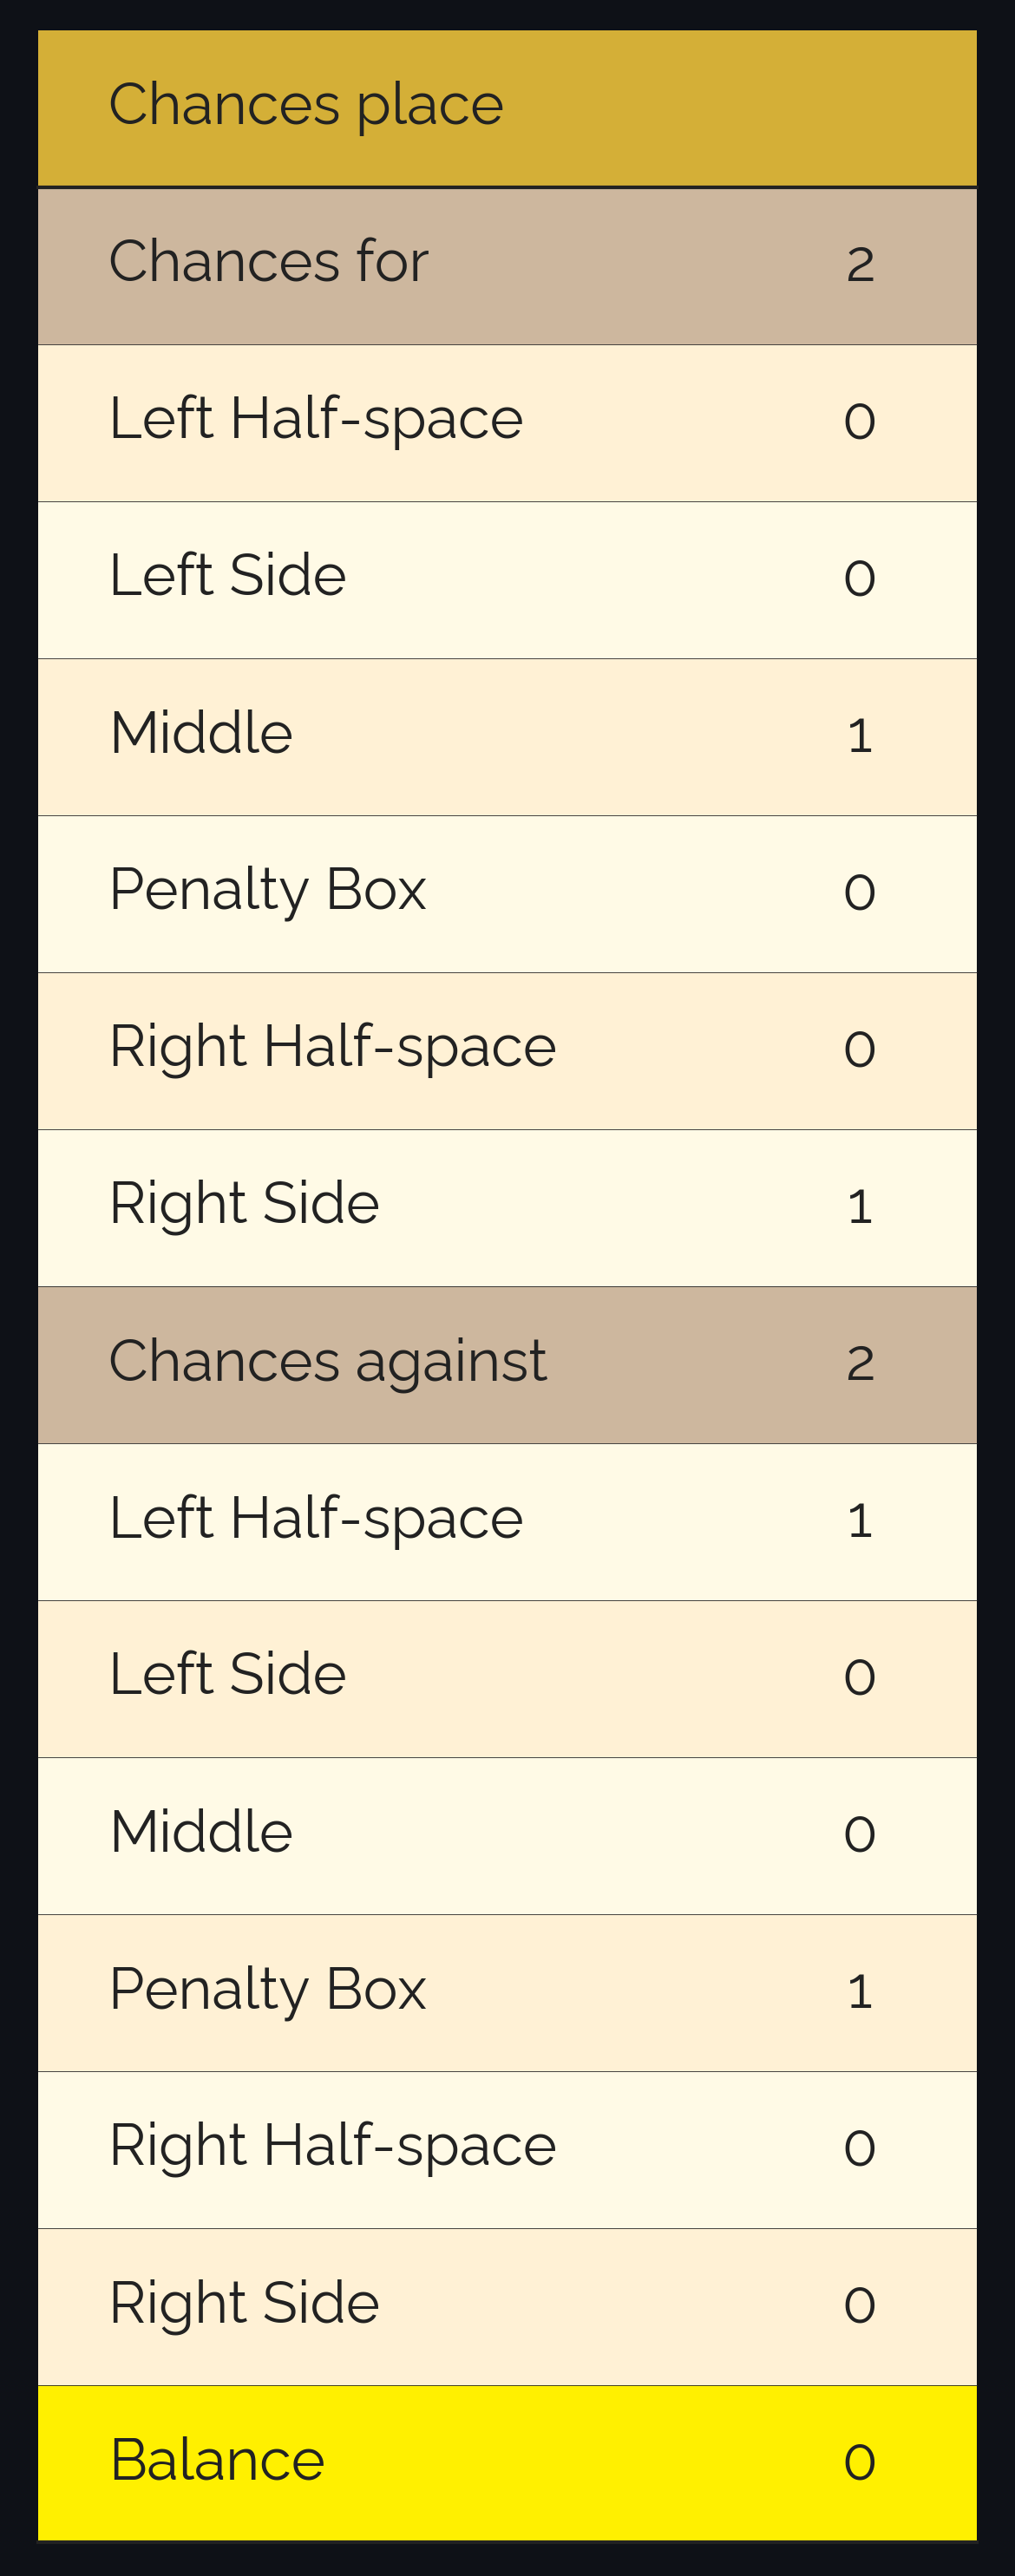 Chances place
Chances for 2
Left Half-space 0
Left Side 0
Middle 1
Penalty Box 0
Right Half-space 0
Right Side 1
Chances against 2
Left Half-space 1
Left Side 0
Middle 0
Penalty Box 1
Right Half-space 0
Right Side 0
Balance 0